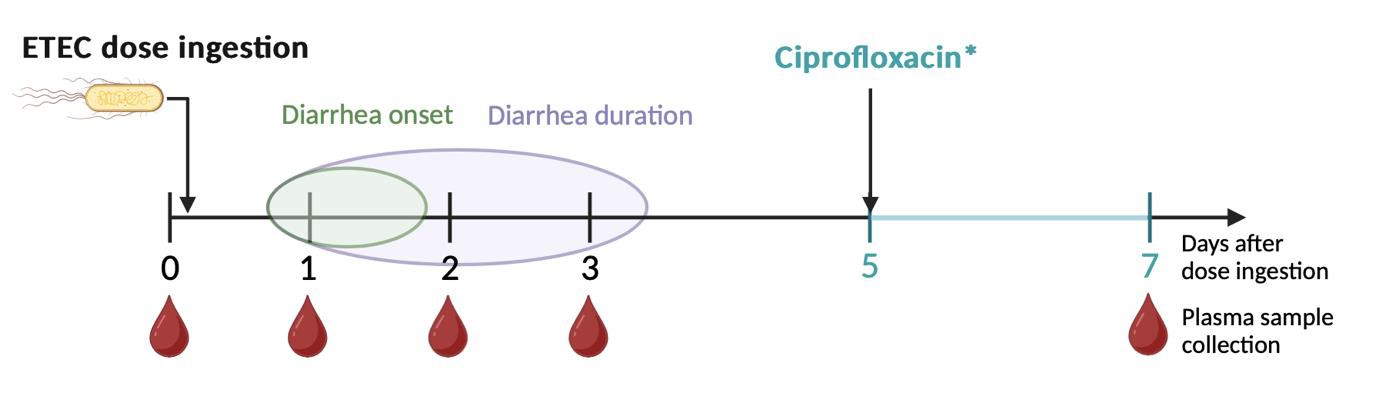 ETEC dose ingestion
Ciprofloxacin*
Diarrhea onset
Diarrhea duration
0
1
2
3
5
7
Days after
dose ingestion
Plasma sample
collection